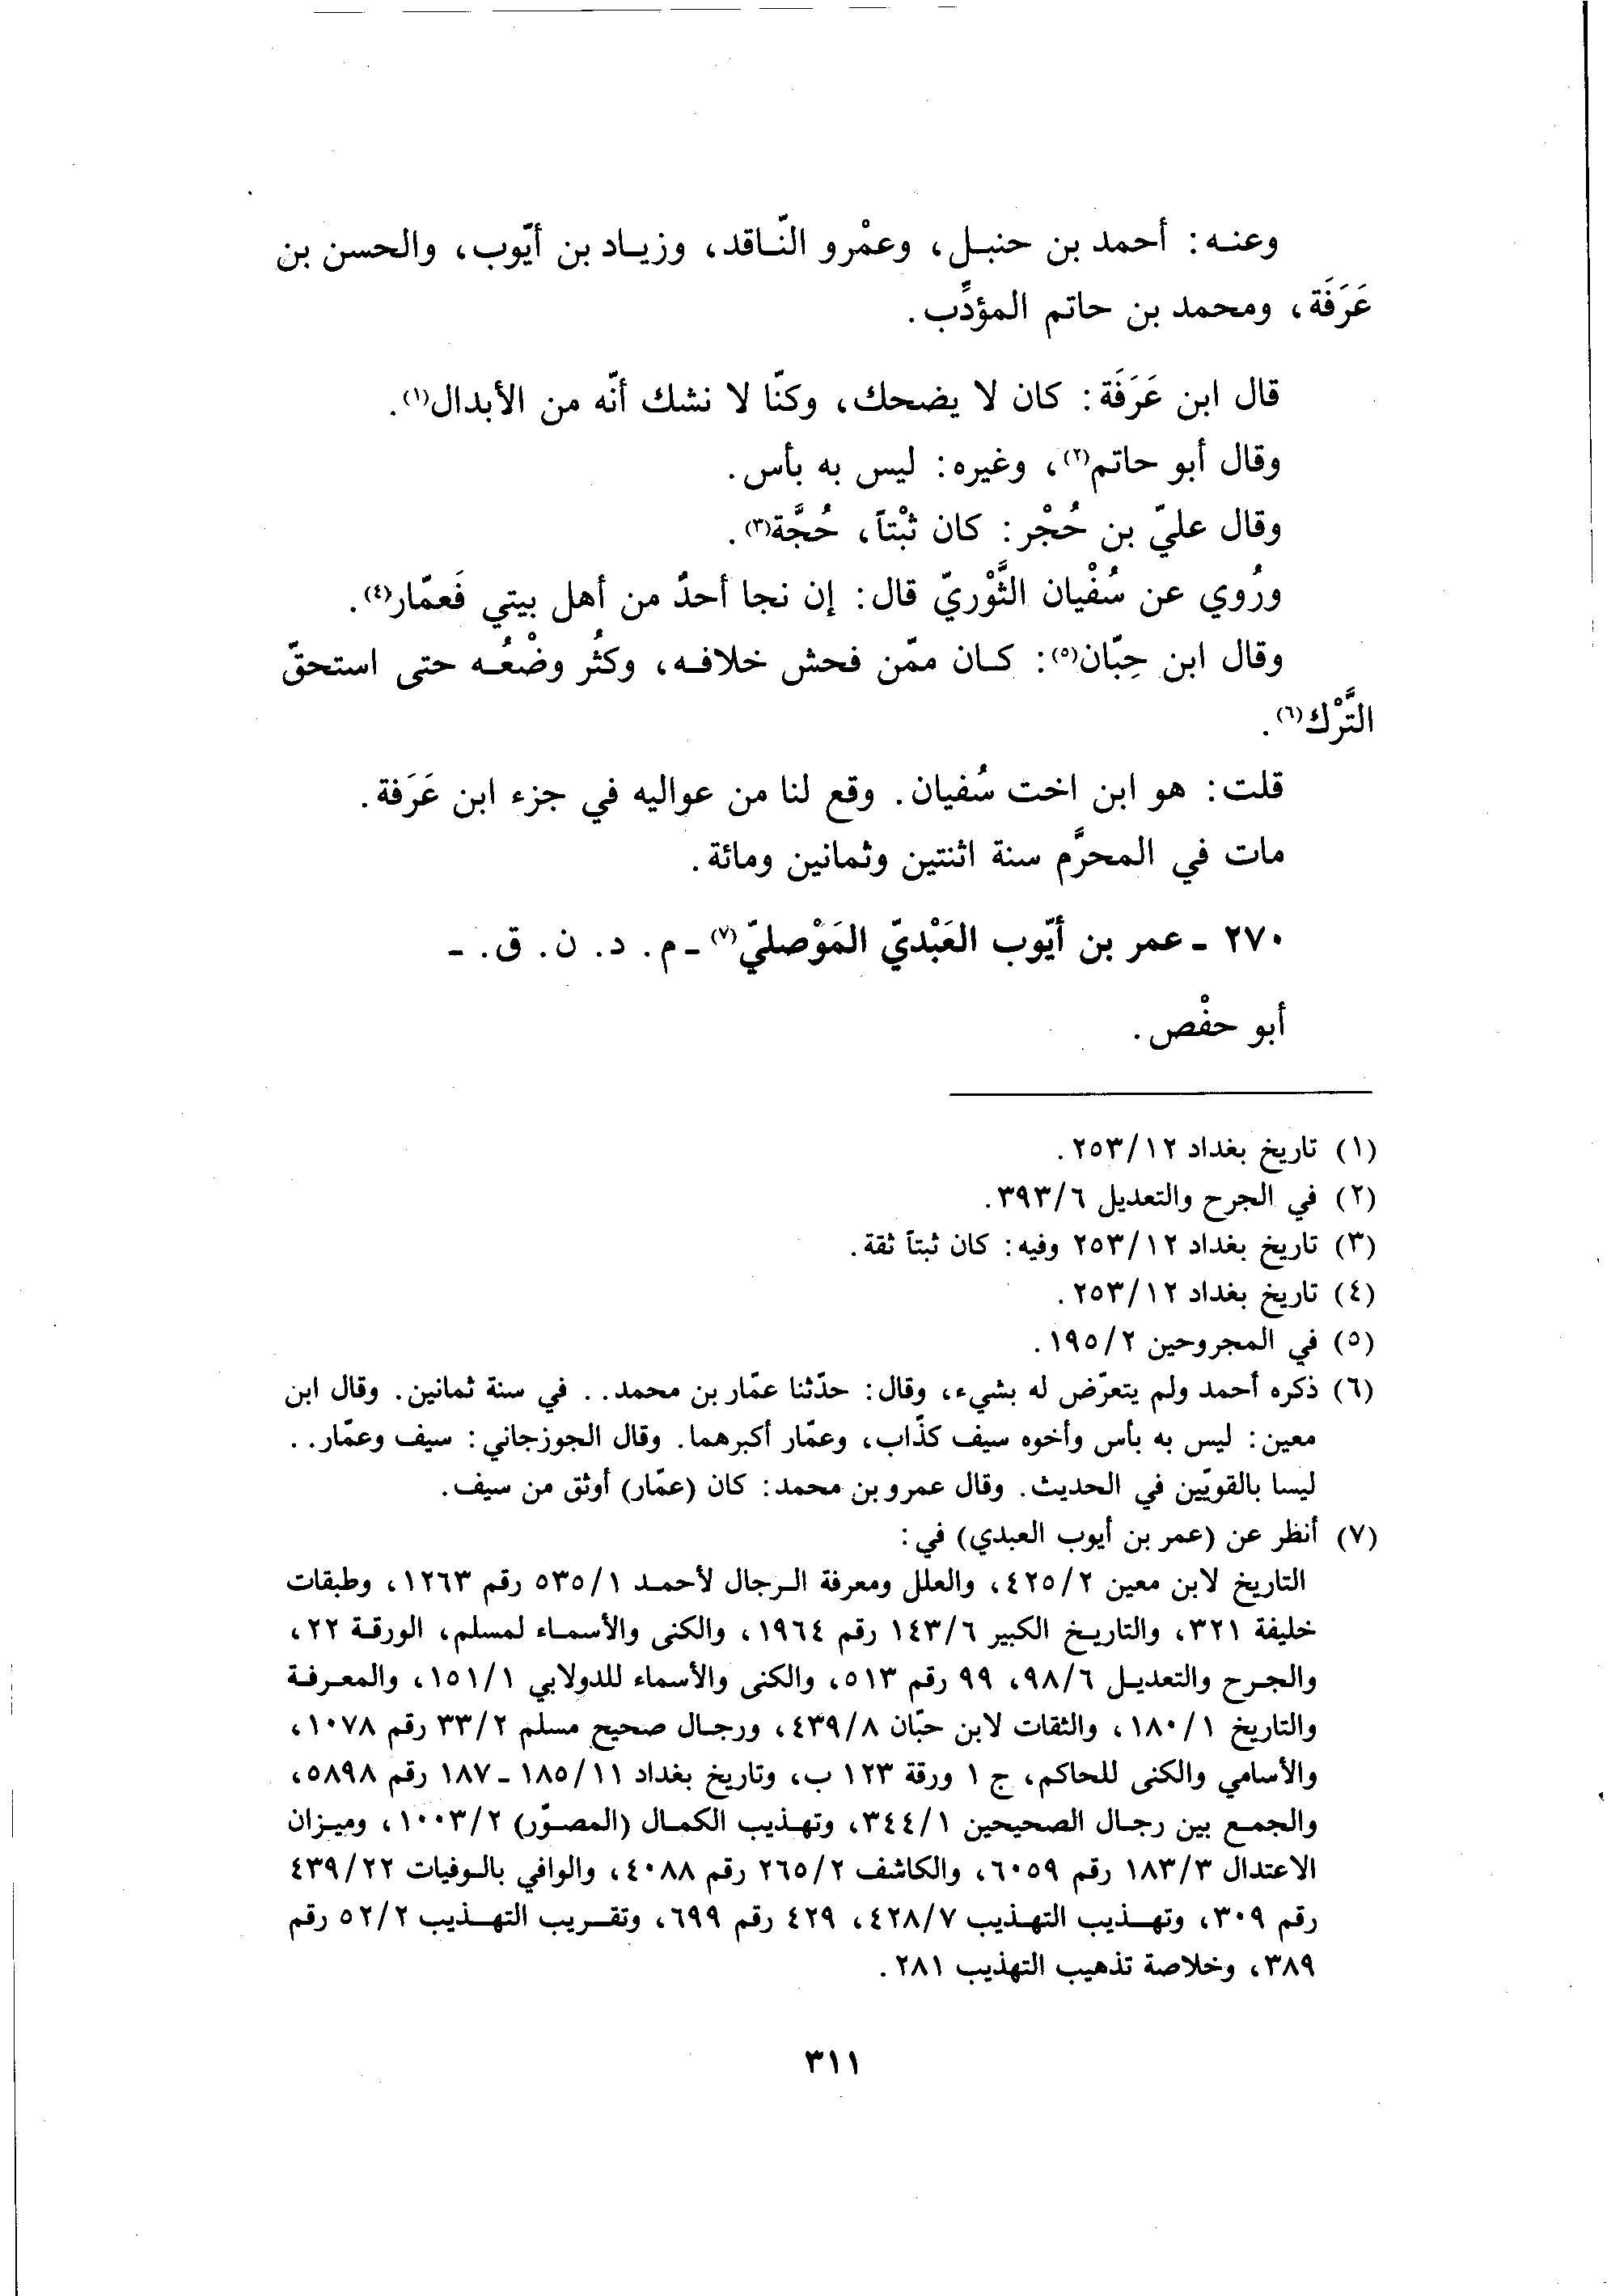 وعنه: أحمد بن حنبل، وعمْرو النّاقد، وزياد بن أيّوب، والحسن بن
عَرَفَة، ومحمد بن حاتم المؤدِّب.
قال ابن عَرَفَة: كان لا يضحك، وكنّا لا نشك أنّه من الأبدال(١).
وقال أبو حاتم(٢)، وغيره: ليس به بأس.
وقال عليّ بن حُجْر: كان ثبْتاً، حُجَّة(٣).
ورُوي عن سُفْيان الثَّوْريّ قال: إن نجا أحدٌ من أهل بيتي فَعمّار(٤).
وقال ابن حِبّان(٥): كان ممّن فحش خلافه، وكثُر وضْعُه حتى استحقّ
التَّرْك(٦).
قلت: هو ابن اخت سُفيان. وقع لنا من عواليه في جزء ابن عَرَفة.
مات في المحرَّم سنة اثنتين وثمانين ومائة.
٢٧٠ - عمر بن أيّوب العَبْديّ المَوْصليّ(٧) - م. د. ن. ق. -
أبو حفْص.
(١) تاريخ بغداد ٢٥٣/١٢.
(٢) في الجرح والتعديل ٣٩٣/٦.
(٣) تاريخ بغداد ٢٥٣/١٢ وفيه: كان ثبتاً ثقة.
(٤) تاريخ بغداد ٢٥٣/١٢.
(٥) في المجروحين ١٩٥/٢.
(٦) ذكره أحمد ولم يتعرّض له بشيء، وقال: حدّثنا عمّار بن محمد.. في سنة ثمانين. وقال ابن
معين: ليس به بأس وأخوه سيف كذّاب، وعمّار أكبرهما. وقال الجوزجاني: سيف وعمّار..
ليسا بالقويّين في الحديث. وقال عمرو بن محمد: كان (عمّار) أوثق من سيف.
(٧) أنظر عن (عمر بن أيوب العبدي) في:
التاريخ لابن معين ٤٢٥/٢، والعلل ومعرفة الرجال لأحمد ٥٣٥/١ رقم ١٢٦٣، وطبقات
خليفة ٣٢١، والتاريخ الكبير ١٤٣/٦ رقم ١٩٦٤، والكنى والأسماء لمسلم، الورقة ٢٢،
والجرح والتعديل ٩٨/٦، ٩٩ رقم ٥١٣، والكنى والأسماء للدولابي ١٥١/١، والمعرفة
والتاريخ ١٨٠/١، والثقات لابن حبّان ٤٣٩/٨، ورجال صحيح مسلم ٣٣/٢ رقم ١٠٧٨،
والأسامي والكنى للحاكم، ج ١ ورقة ١٢٣ ب، وتاريخ بغداد ١٨٥/١١ - ١٨٧ رقم ٥٨٩٨،
والجمع بين رجال الصحيحين ٣٤٤/١، وتهذيب الكمال (المصوّر) ١٠٠٣/٢، وميزان
الاعتدال ١٨٣/٣ رقم ٦٠٥٩، والكاشف ٢٦٥/٢ رقم ٤٠٨٨، والوافي بالوفيات ٤٣٩/٢٢
رقم ٣٠٩، وتهذيب التهذيب ٤٢٨/٧، ٤٢٩ رقم ٦٩٩، وتقريب التهذيب ٥٢/٢ رقم
٣٨٩، وخلاصة تذهيب التهذيب ٢٨١.
٣١١